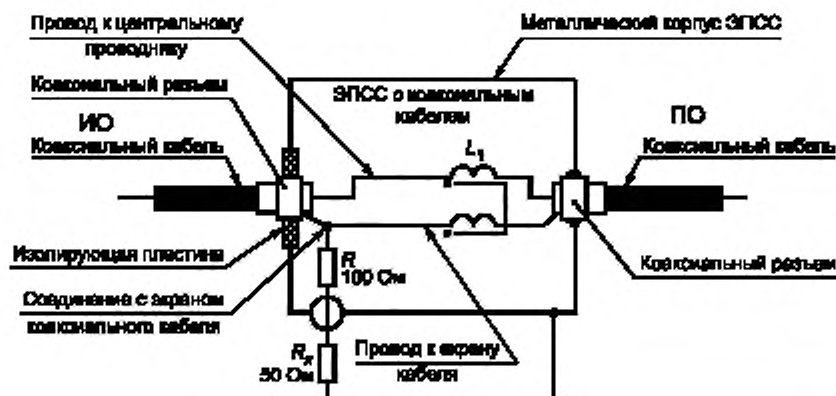 Провод к центральному
проводнику
Металлический корпус ЭПСС
Коаксиальный разъем
ЭПСС с коаксиальным
кабелем
ИО
Коаксиальный кабель
L1
ПО
Коаксиальный кабель
Изолирующая пластина
R
100 Ом
Коаксиальный разъем
Соединение с экраном
коаксиального кабеля
Rx
50 Ом
Провод к экрану
кабеля